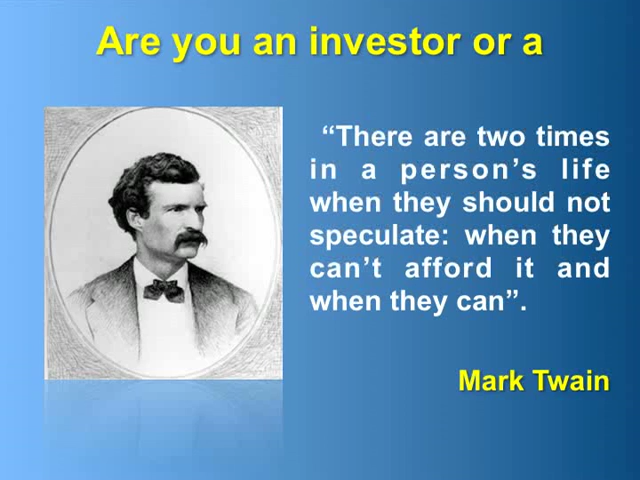 Are you an investor or a
“There are two times
in a person’s life
when they should not
speculate: when they
can’t afford it and
when they can”.
Mark Twain